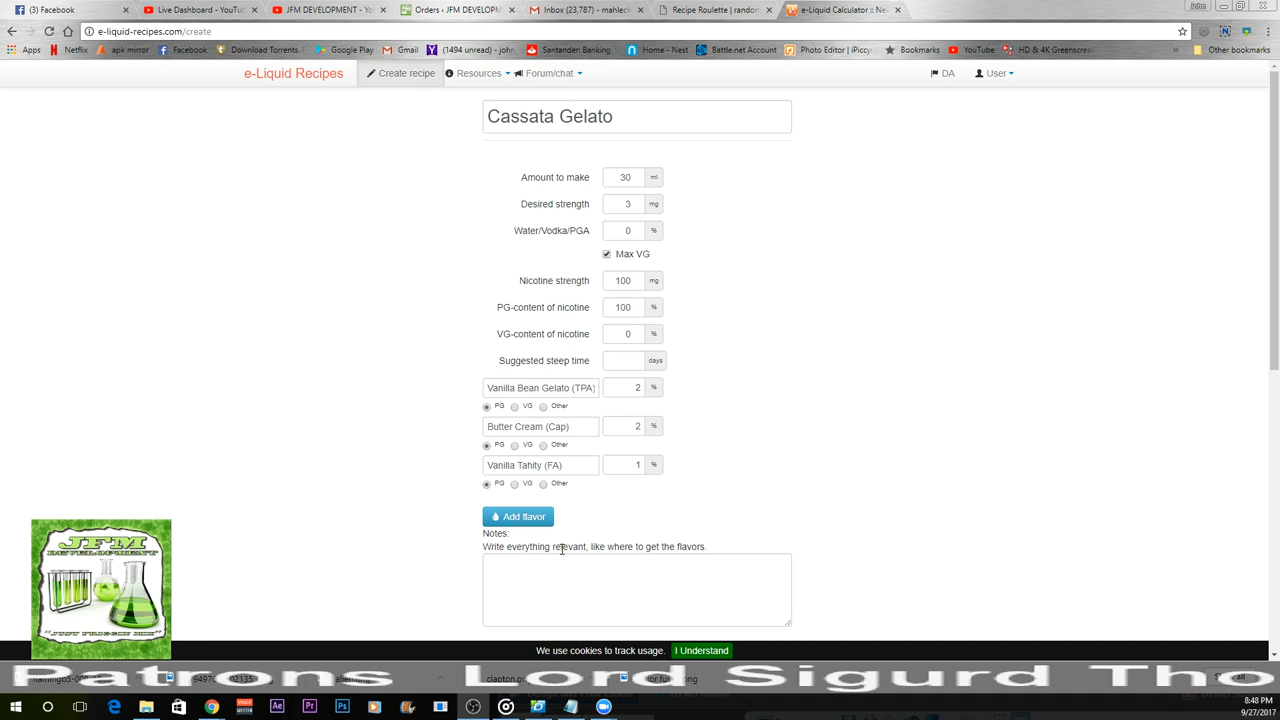 (3) Facebook
Live Dashboard - YouTu
JFM DEVELOPMENT - Y
Orders ‹ JFM DEVELOPM
Inbox (23,787) - mahleck
Recipe Roulette | random
e-Liquid Calculator :: Ne
John
e-liquid-recipes.com/create
Apps
Netflix
apk mirror
Facebook
Download Torrents.
Google Play
Gmail
(1494 unread) - john_
Santander Banking,
Home - Nest
Battle.net Account
Photo Editor | iPiccy:
Bookmarks
YouTube
HD & 4K Greenscree
Other bookmarks
e-Liquid Recipes
Create recipe
Resources
Forum/chat
DA
User
Cassata Gelato
Amount to make 30 ml
Desired strength 3 mg
Water/Vodka/PGA 0 %
Max VG
Nicotine strength 100 mg
PG-content of nicotine 100 %
VG-content of nicotine 0 %
Suggested steep time days
Vanilla Bean Gelato (TPA) 2 %
PG VG Other
Butter Cream (Cap) 2 %
PG VG Other
Vanilla Tahity (FA) 1 %
PG VG Other
Add flavor
Notes:
Write everything relevant, like where to get the flavors.
JFM
DEVELOPMENT
We use cookies to track usage. I Understand
Patrons Lord Sigurd Tho
8:48 PM
9/27/2017